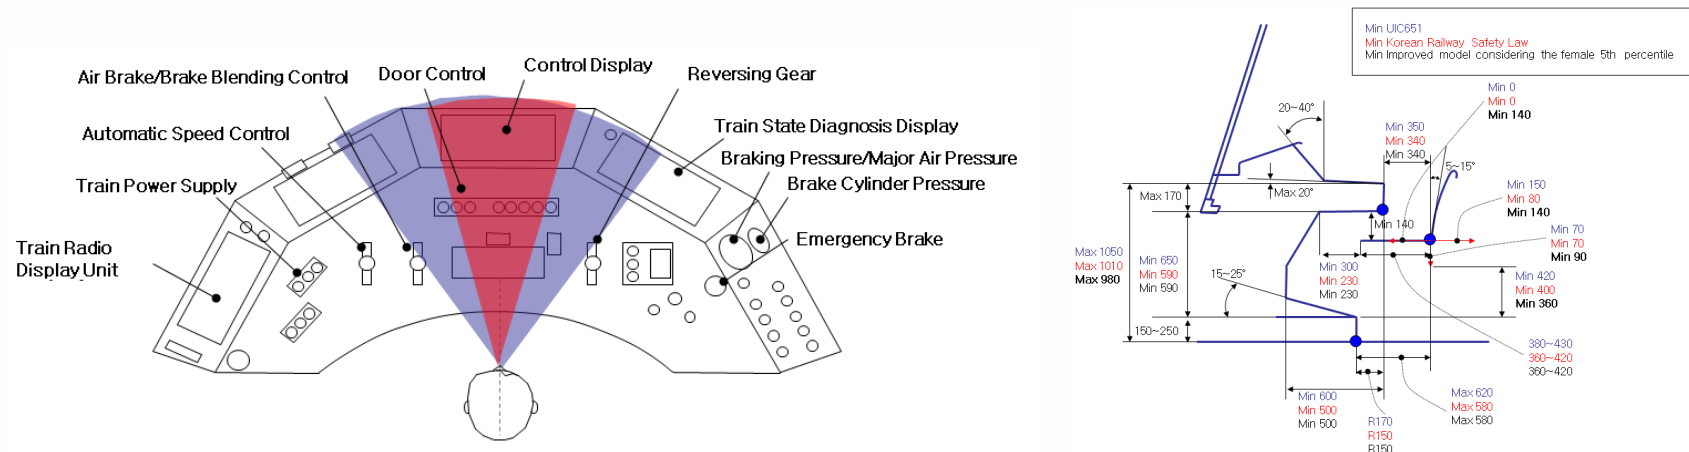 Air Brake/Brake Blending Control
Door Control
Control Display
Reversing Gear
Automatic Speed Control
Train State Diagnosis Display
Braking Pressure/Major Air Pressure
Train Power Supply
Brake Cylinder Pressure
Emergency Brake
Train Radio
Display Unit
Min UIC651
Min Korean Railway Safety Law
Min Improved model considering the female 5th percentile
Min 0
Min 0
Min 140
20~40°
Min 350
Min 340
Min 340
5~15°
Max 20°
Max 170
Min 150
Min 80
Min 140
Min 140
Min 70
Min 70
Min 90
Max 1050
Max 1010
Max 980
Min 650
Min 590
Min 590
15~25°
Min 300
Min 230
Min 230
Min 420
Min 400
Min 360
150~250
380~430
360~420
360~420
Min 600
Min 500
Min 500
Max 620
Max 580
Max 580
R170
R150
R150